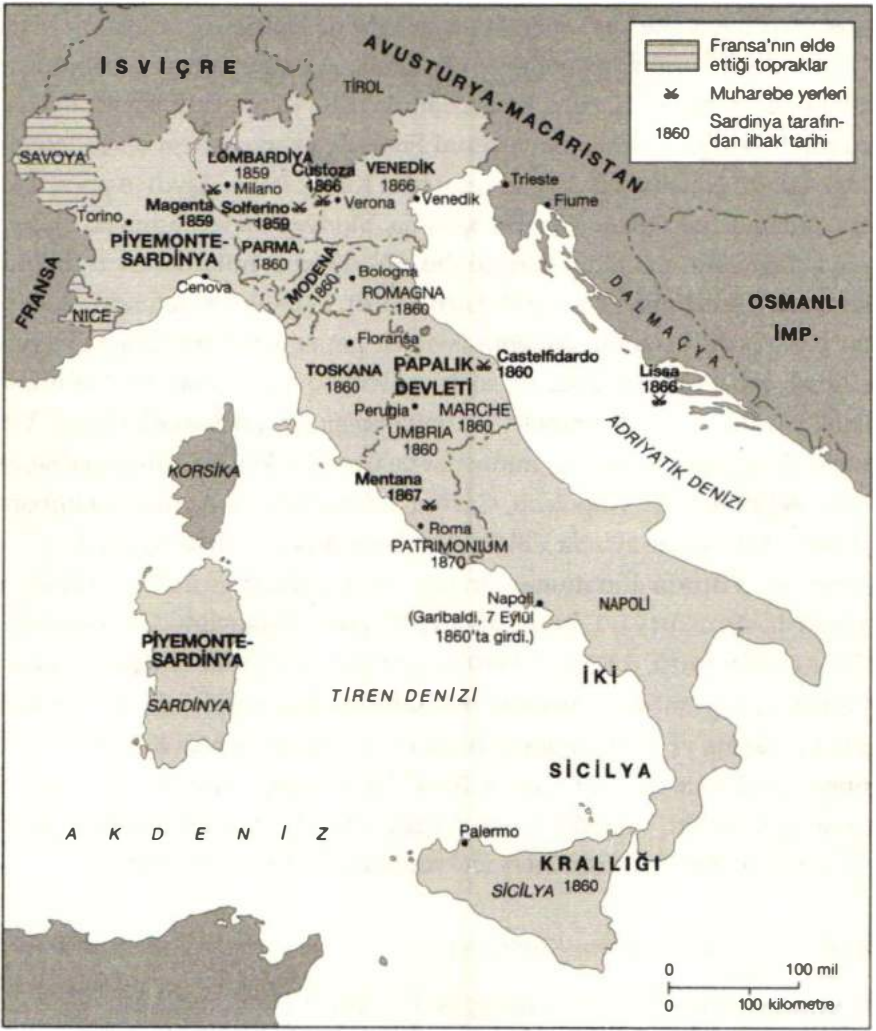 Fransa'nın elde
ettiği topraklar
Muharebe yerleri
1860
Sardinya tarafın-
dan ilhak tarihi
İSVİÇRE
AVUSTURYA-MACARİSTAN
TİROL
SAVOYA
LOMBARDİYA
1859
Milano
Custoza
1866
VENEDİK
1866
Verona
Venedik
Trieste
Fiume
Torino
Magenta
1859
Solferino
1859
PİYEMONTE-
SARDİNYA
PARMA
1860
MODENA
1860
Bologna
ROMAGNA
1860
Cenova
FRANSA
NICE
DALMAÇYA
OSMANLI
İMP.
Floransa
TOSKANA
1860
PAPALIK
DEVLETİ
Castelfidardo
1860
Lissa
1866
Perugia
MARCHE
1860
UMBRIA
1860
ADRİYATİK DENİZİ
KORSİKA
Mentana
1867
Roma
PATRIMONIUM
1870
Napoli
(Garibaldi, 7 Eylül
1860'ta girdi.)
NAPOLİ
PİYEMONTE-
SARDİNYA
SARDİNYA
TİREN DENİZİ
İKİ
SİCİLYA
KRALLIĞI
AKDENİZ
Palermo
SİCİLYA 1860
0 100 mil
0 100 kilometre